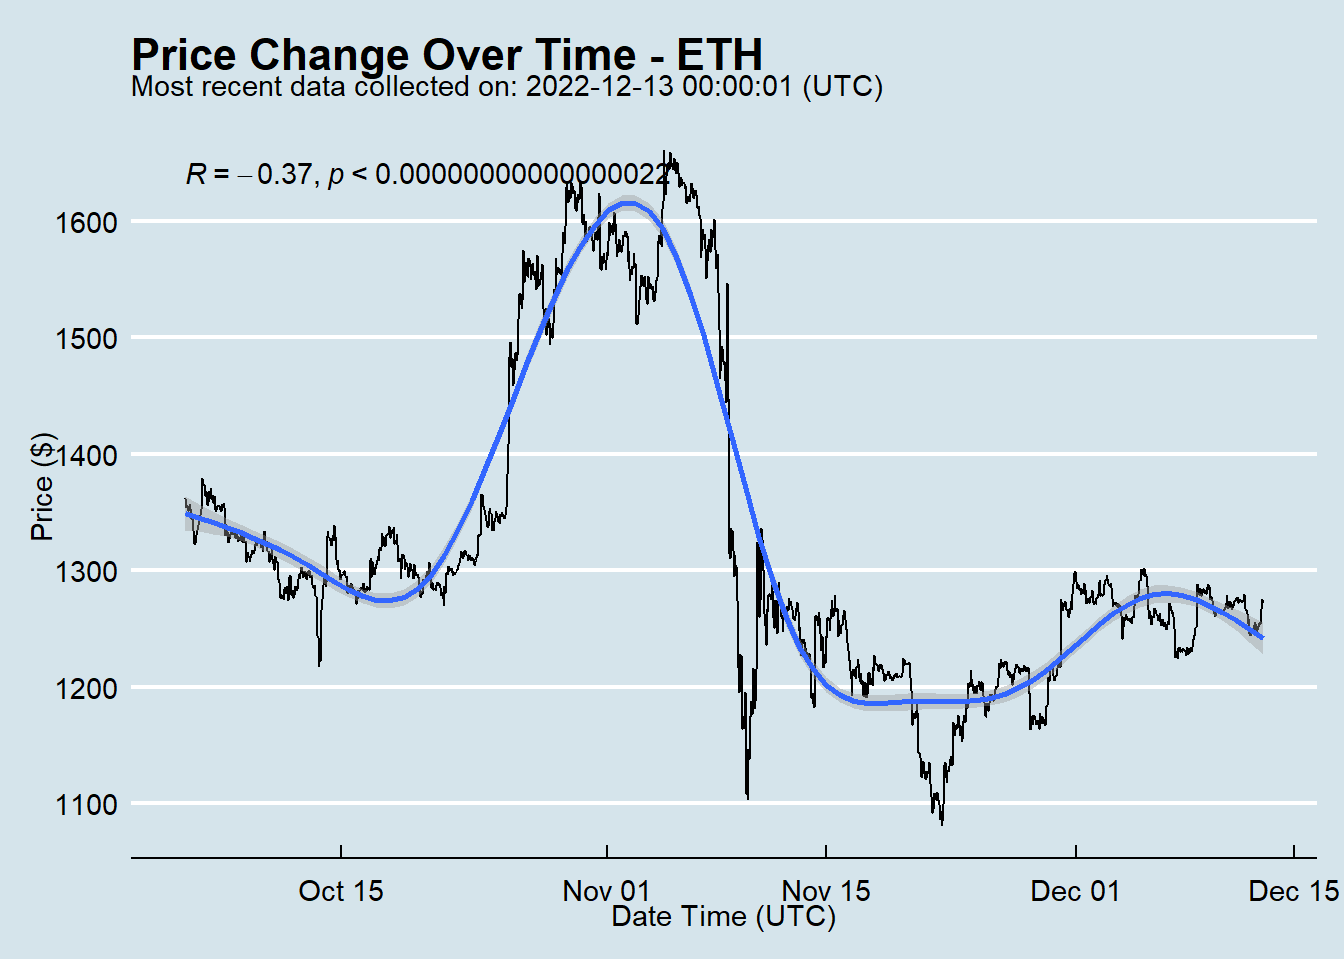 Price Change Over Time - ETH
Most recent data collected on: 2022-12-13 00:00:01 (UTC)
R = −0.37, p < 0.00000000000000022
1600
1500
1400
1300
1200
1100
Price ($)
Oct 15
Nov 01
Nov 15
Dec 01
Dec 15
Date Time (UTC)